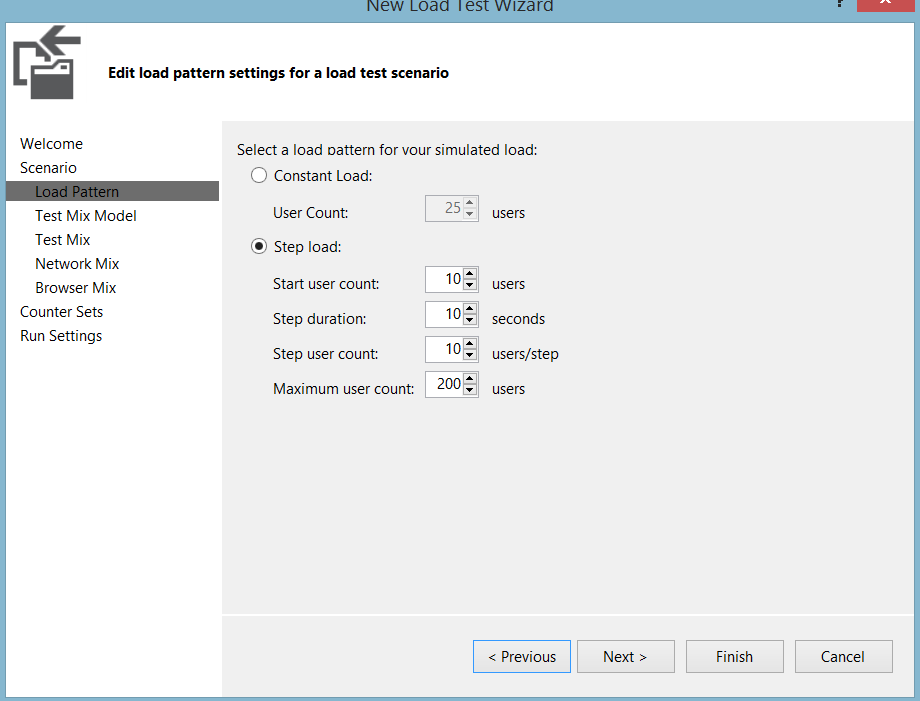 New Load Test Wizard
?
Edit load pattern settings for a load test scenario
Welcome
Scenario
Load Pattern
Test Mix Model
Test Mix
Network Mix
Browser Mix
Counter Sets
Run Settings
Select a load pattern for your simulated load:
Constant Load:
User Count: 25 users
Step load:
Start user count: 10 users
Step duration: 10 seconds
Step user count: 10 users/step
Maximum user count: 200 users
< Previous Next > Finish Cancel